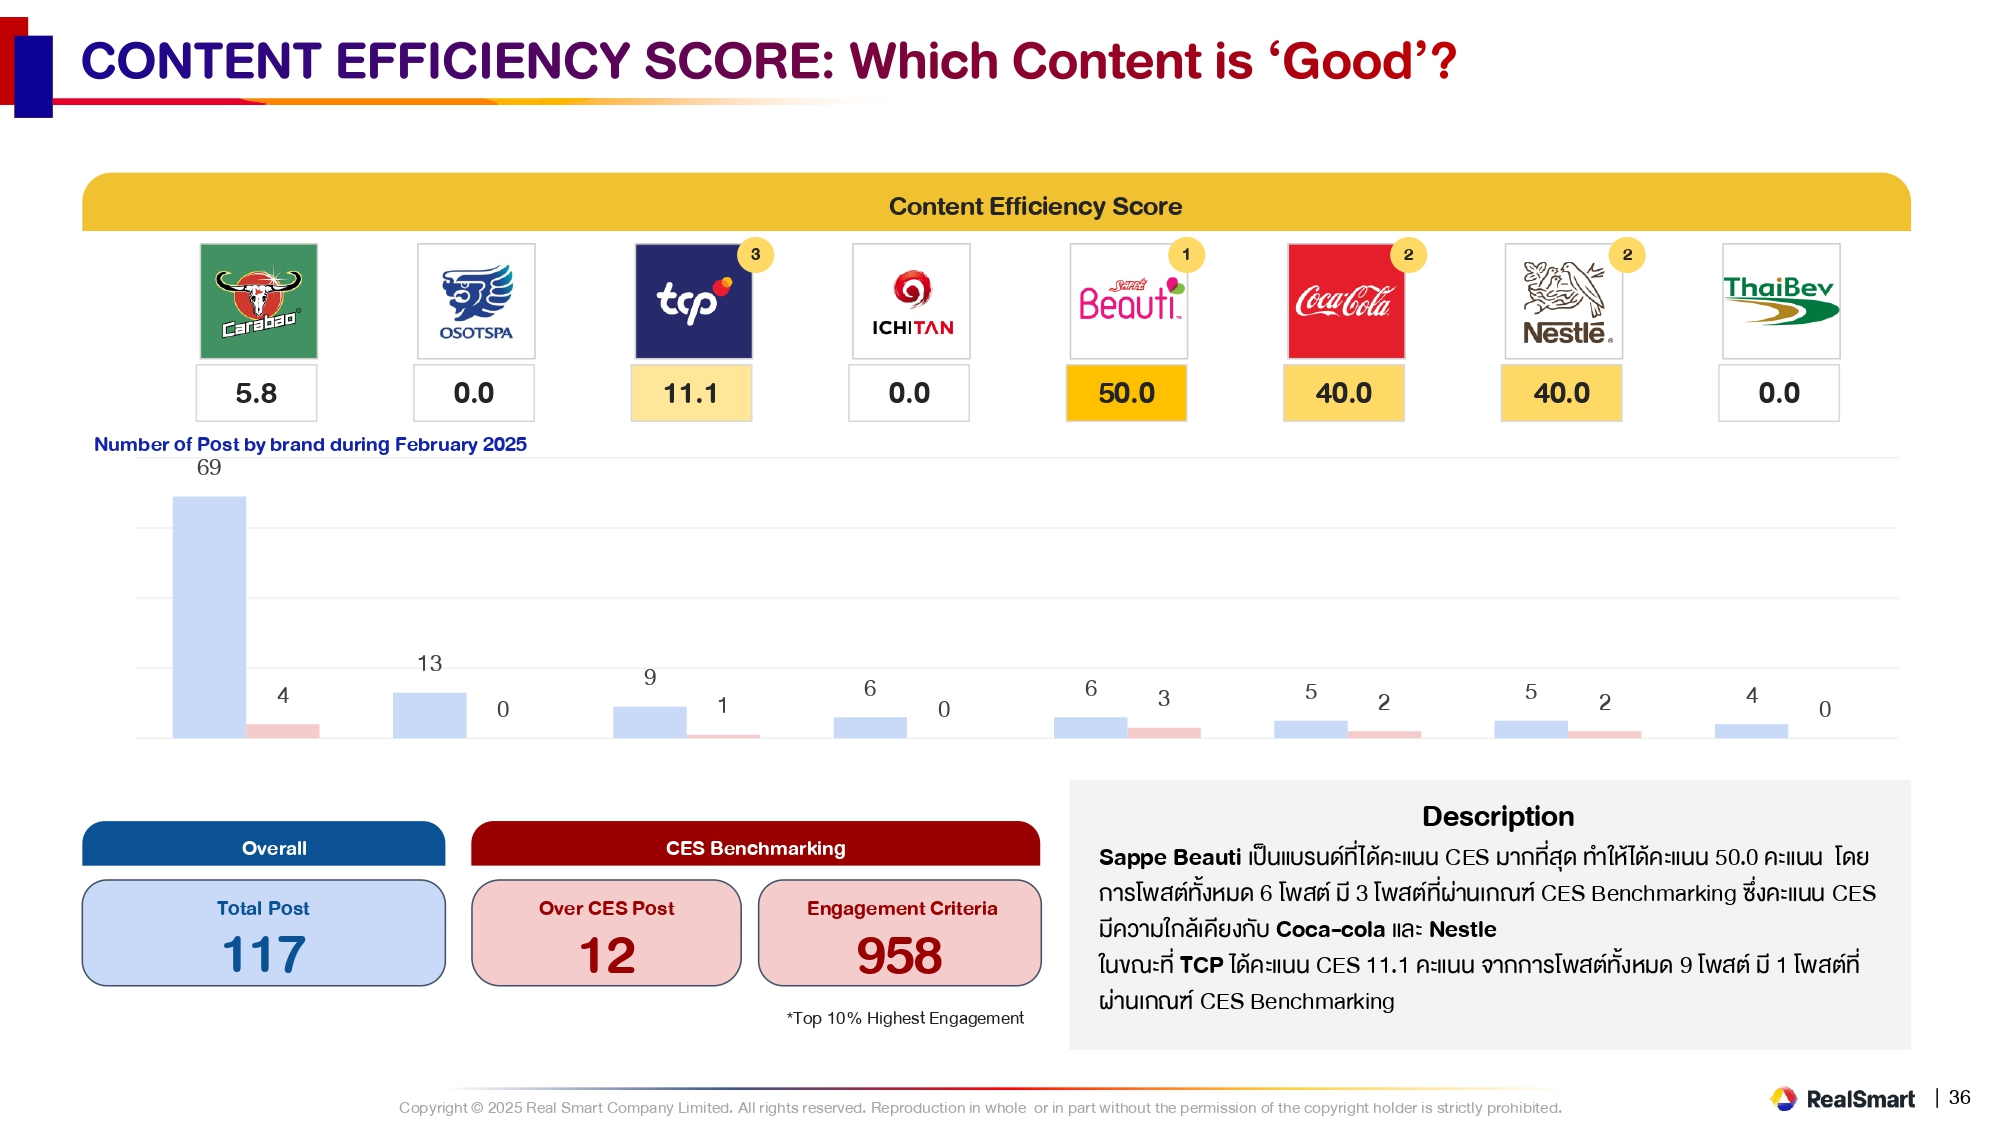 CONTENT EFFICIENCY SCORE: Which Content is ‘Good’?
Content Efficiency Score
Carabao
OSOTSPA
tcp 3
ICHITAN
SAPPÉ Beauti 1
Coca-Cola 2
Nestlé 2
ThaiBev
5.8 0.0 11.1 0.0 50.0 40.0 40.0 0.0
Number of Post by brand during February 2025
69 4 13 0 9 1 6 0 6 3 5 2 5 2 4 0
Overall
Total Post
117
CES Benchmarking
Over CES Post
12
Engagement Criteria
958
*Top 10% Highest Engagement
Description
Sappe Beauti เป็นแบรนด์ที่ได้คะแนน CES มากที่สุด ทำให้ได้คะแนน 50.0 คะแนน โดย
การโพสต์ทั้งหมด 6 โพสต์ มี 3 โพสต์ที่ผ่านเกณฑ์ CES Benchmarking ซึ่งคะแนน CES
มีความใกล้เคียงกับ Coca-cola และ Nestle
ในขณะที่ TCP ได้คะแนน CES 11.1 คะแนน จากการโพสต์ทั้งหมด 9 โพสต์ มี 1 โพสต์ที่
ผ่านเกณฑ์ CES Benchmarking
Copyright © 2025 Real Smart Company Limited. All rights reserved. Reproduction in whole or in part without the permission of the copyright holder is strictly prohibited.
RealSmart | 36